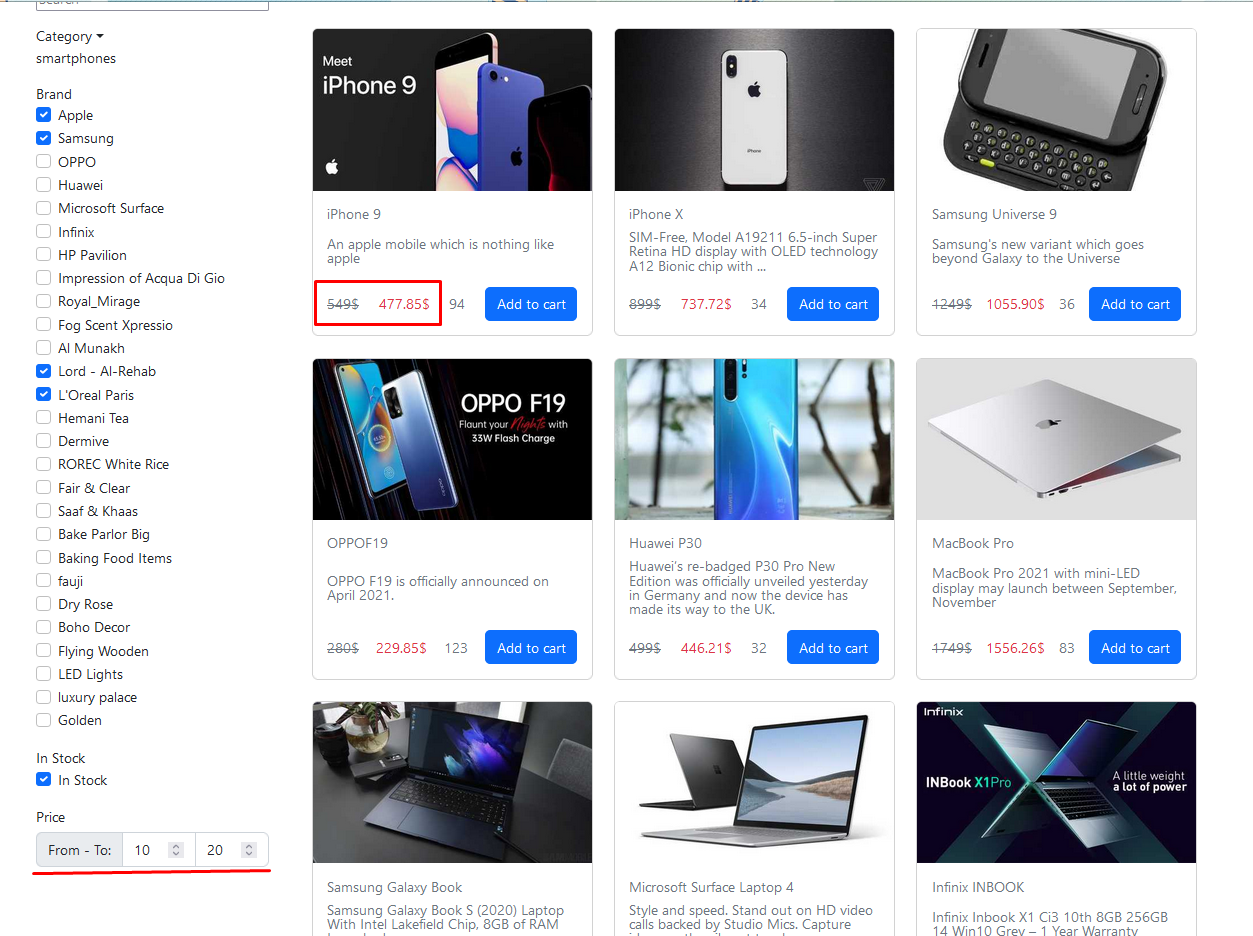 Search
Category
smartphones
Brand
Apple
Samsung
OPPO
Huawei
Microsoft Surface
Infinix
HP Pavilion
Impression of Acqua Di Gio
Royal_Mirage
Fog Scent Xpressio
Al Munakh
Lord - Al-Rehab
L'Oreal Paris
Hemani Tea
Dermive
ROREC White Rice
Fair & Clear
Saaf & Khaas
Bake Parlor Big
Baking Food Items
fauji
Dry Rose
Boho Decor
Flying Wooden
LED Lights
luxury palace
Golden
In Stock
In Stock
Price
From - To: 10 20
Meet
iPhone 9
iPhone 9
An apple mobile which is nothing like
apple
549$ 477.85$ 94 Add to cart
iPhone
iPhone X
SIM-Free, Model A19211 6.5-inch Super
Retina HD display with OLED technology
A12 Bionic chip with ...
899$ 737.72$ 34 Add to cart
Samsung Universe 9
Samsung's new variant which goes
beyond Galaxy to the Universe
1249$ 1055.90$ 36 Add to cart
OPPO F19
Flaunt your Nights with
33W Flash Charge
OPPOF19
OPPO F19 is officially announced on
April 2021.
280$ 229.85$ 123 Add to cart
Huawei P30
Huawei's re-badged P30 Pro New
Edition was officially unveiled yesterday
in Germany and now the device has
made its way to the UK.
499$ 446.21$ 32 Add to cart
MacBook Pro
MacBook Pro 2021 with mini-LED
display may launch between September,
November
1749$ 1556.26$ 83 Add to cart
Samsung Galaxy Book
Samsung Galaxy Book S (2020) Laptop
With Intel Lakefield Chip, 8GB of RAM
Microsoft Surface Laptop 4
Style and speed. Stand out on HD video
calls backed by Studio Mics. Capture
Infinix
INBook X1Pro
A little weight
a lot of power
Infinix INBOOK
Infinix Inbook X1 Ci3 10th 8GB 256GB
14 Win10 Grey – 1 Year Warranty